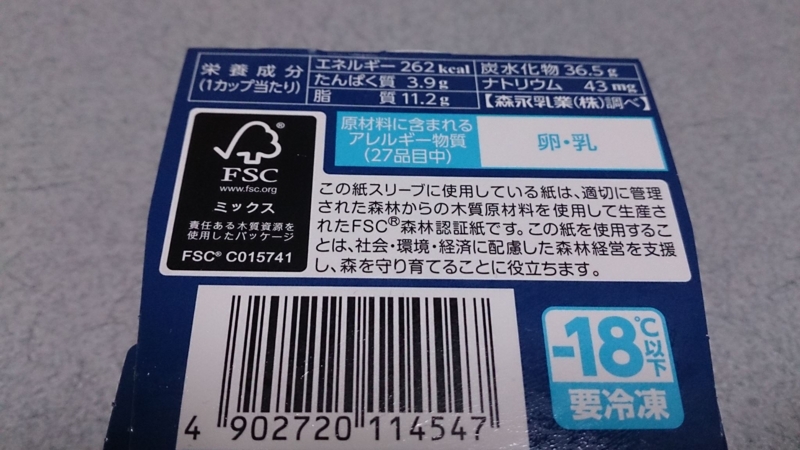 栄養成分
(1カップ当たり)
エネルギー 262 kcal 炭水化物 36.5 g
たんぱく質 3.9 g ナトリウム 43 mg
脂質 11.2 g 【森永乳業(株)調べ】
原材料に含まれる
アレルギー物質
(27品目中)
卵・乳
®
FSC
www.fsc.org
ミックス
責任ある木質資源を
使用したパッケージ
FSC® C015741
この紙スリーブに使用している紙は、適切に管理
された森林からの木質原材料を使用して生産さ
れたFSC®森林認証紙です。この紙を使用するこ
とは、社会・環境・経済に配慮した森林経営を支援
し、森を守り育てることに役立ちます。
-18℃以下
要冷凍
4 902720 114547